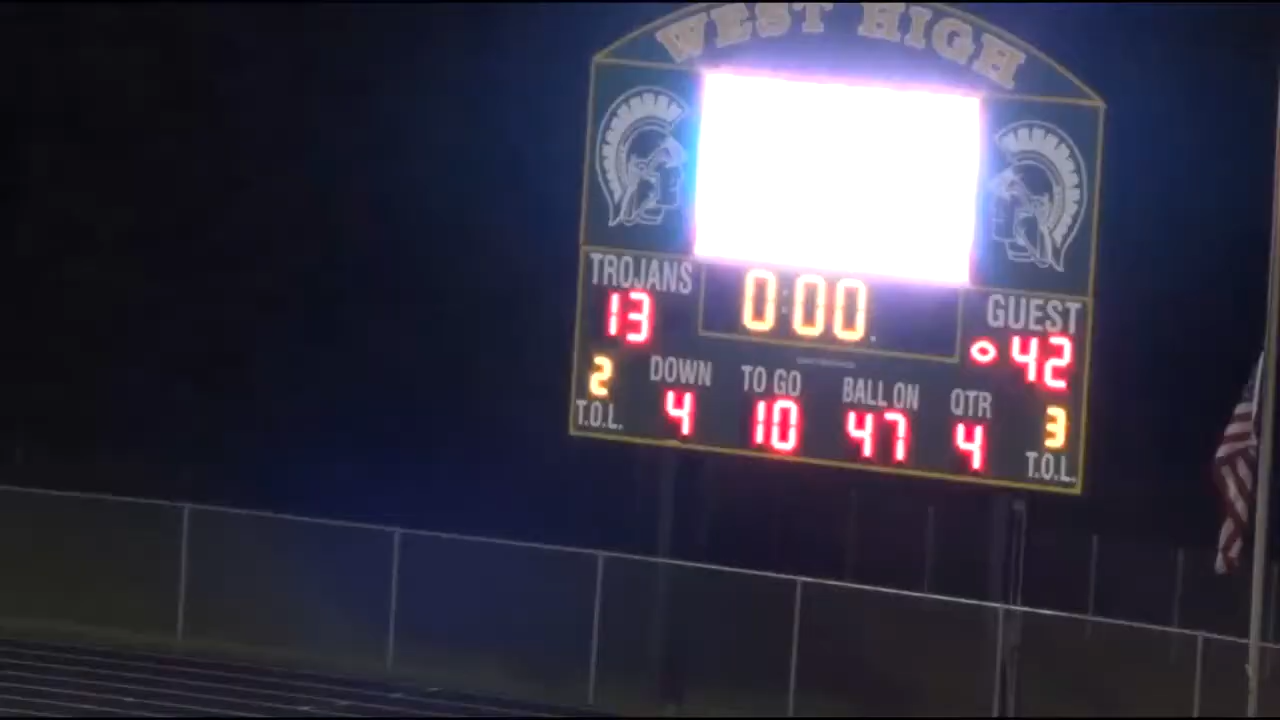 WEST HIGH
TROJANS
0:00
GUEST
13
42
2
DOWN
TO GO
BALL ON
QTR
3
T.O.L.
4
10
47
4
T.O.L.